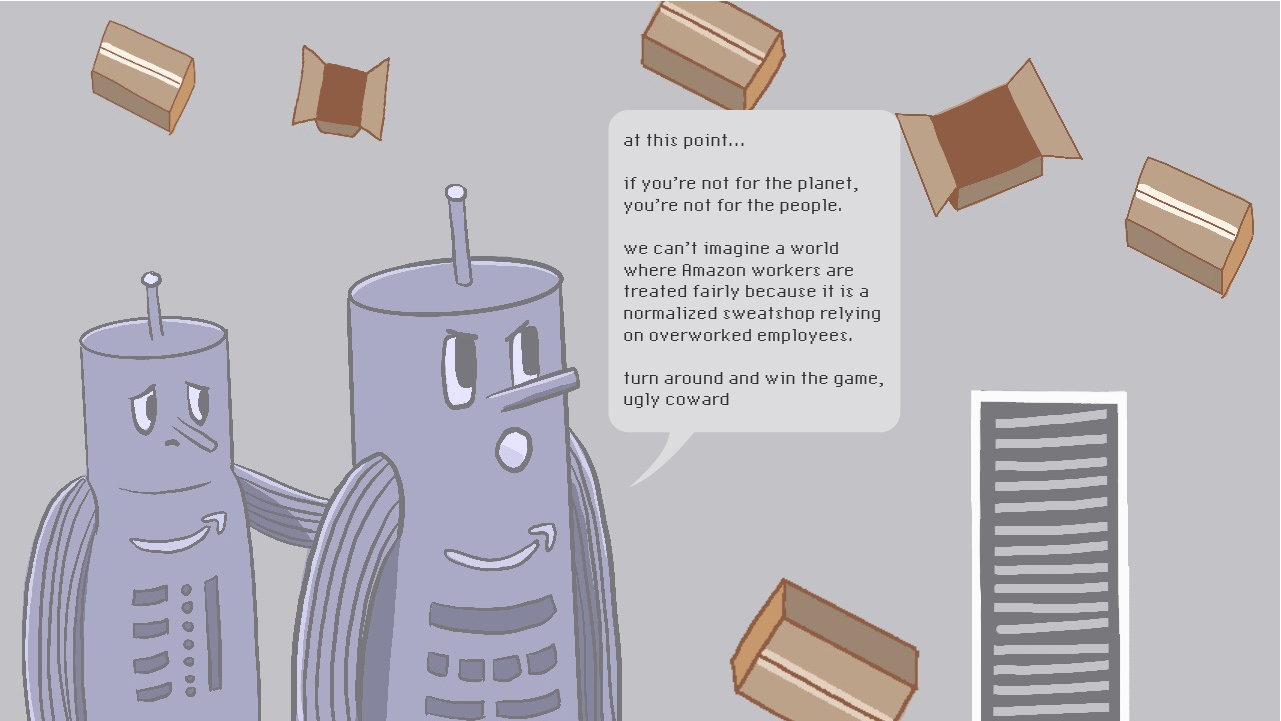 at this point...
if you're not for the planet,
you're not for the people.
we can't imagine a world
where Amazon workers are
treated fairly because it is a
normalized sweatshop relying
on overworked employees.
turn around and win the game,
ugly coward